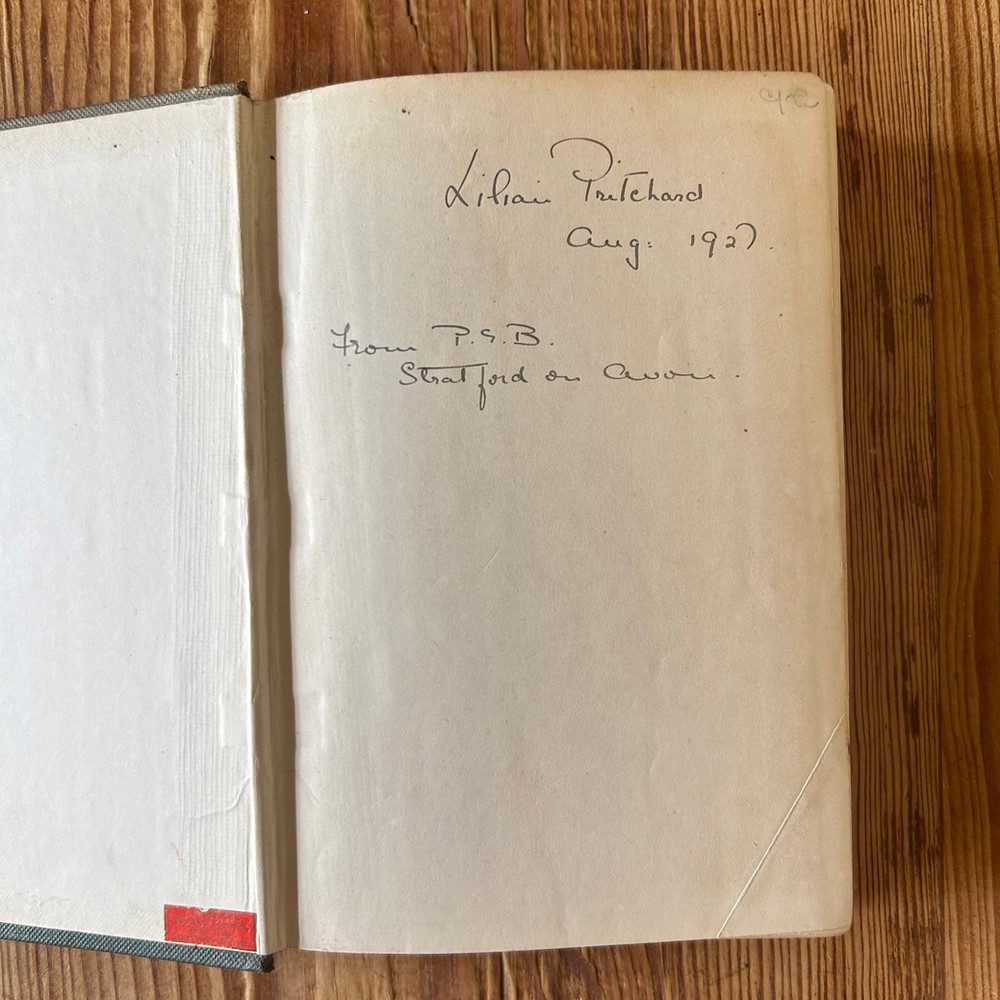 Lilian Pritchard
Aug: 1927.
From P.G.B.
Stratford on Avon.